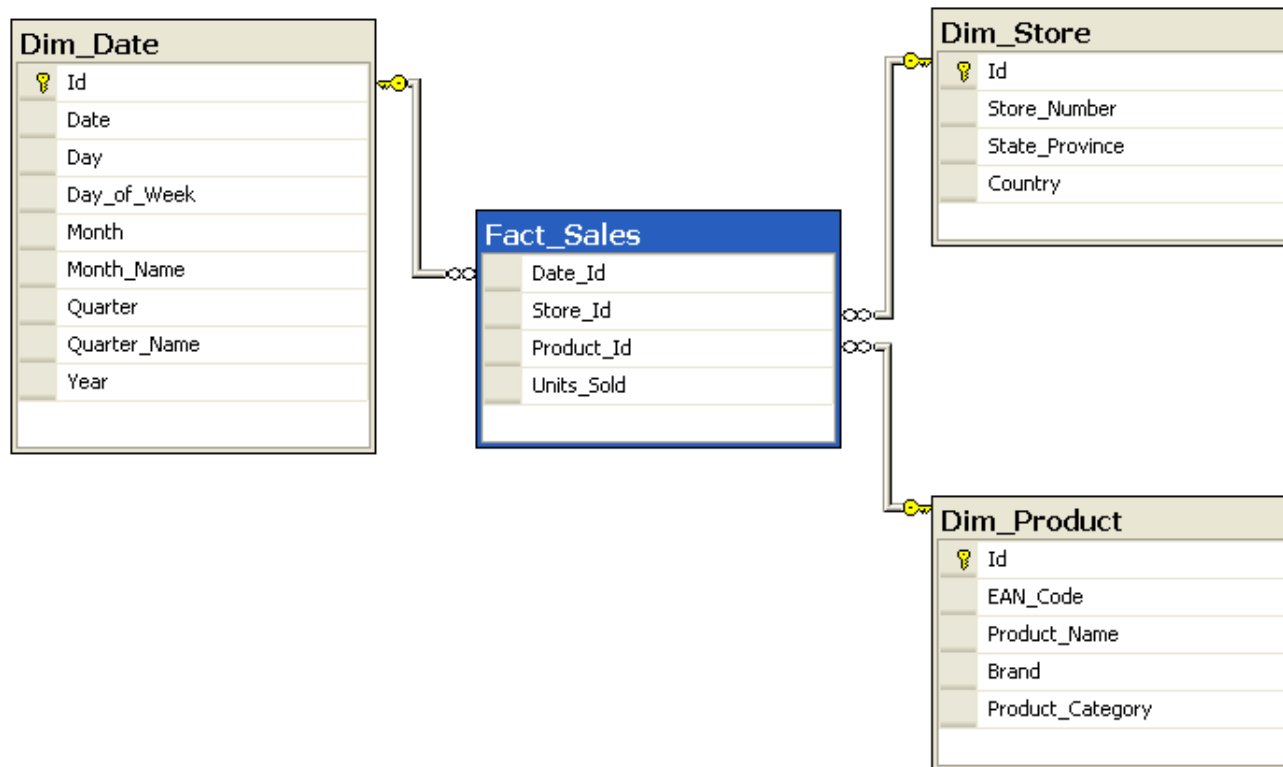 Dim_Date
Id
Date
Day
Day_of_Week
Month
Month_Name
Quarter
Quarter_Name
Year
Fact_Sales
Date_Id
Store_Id
Product_Id
Units_Sold
Dim_Store
Id
Store_Number
State_Province
Country
Dim_Product
Id
EAN_Code
Product_Name
Brand
Product_Category